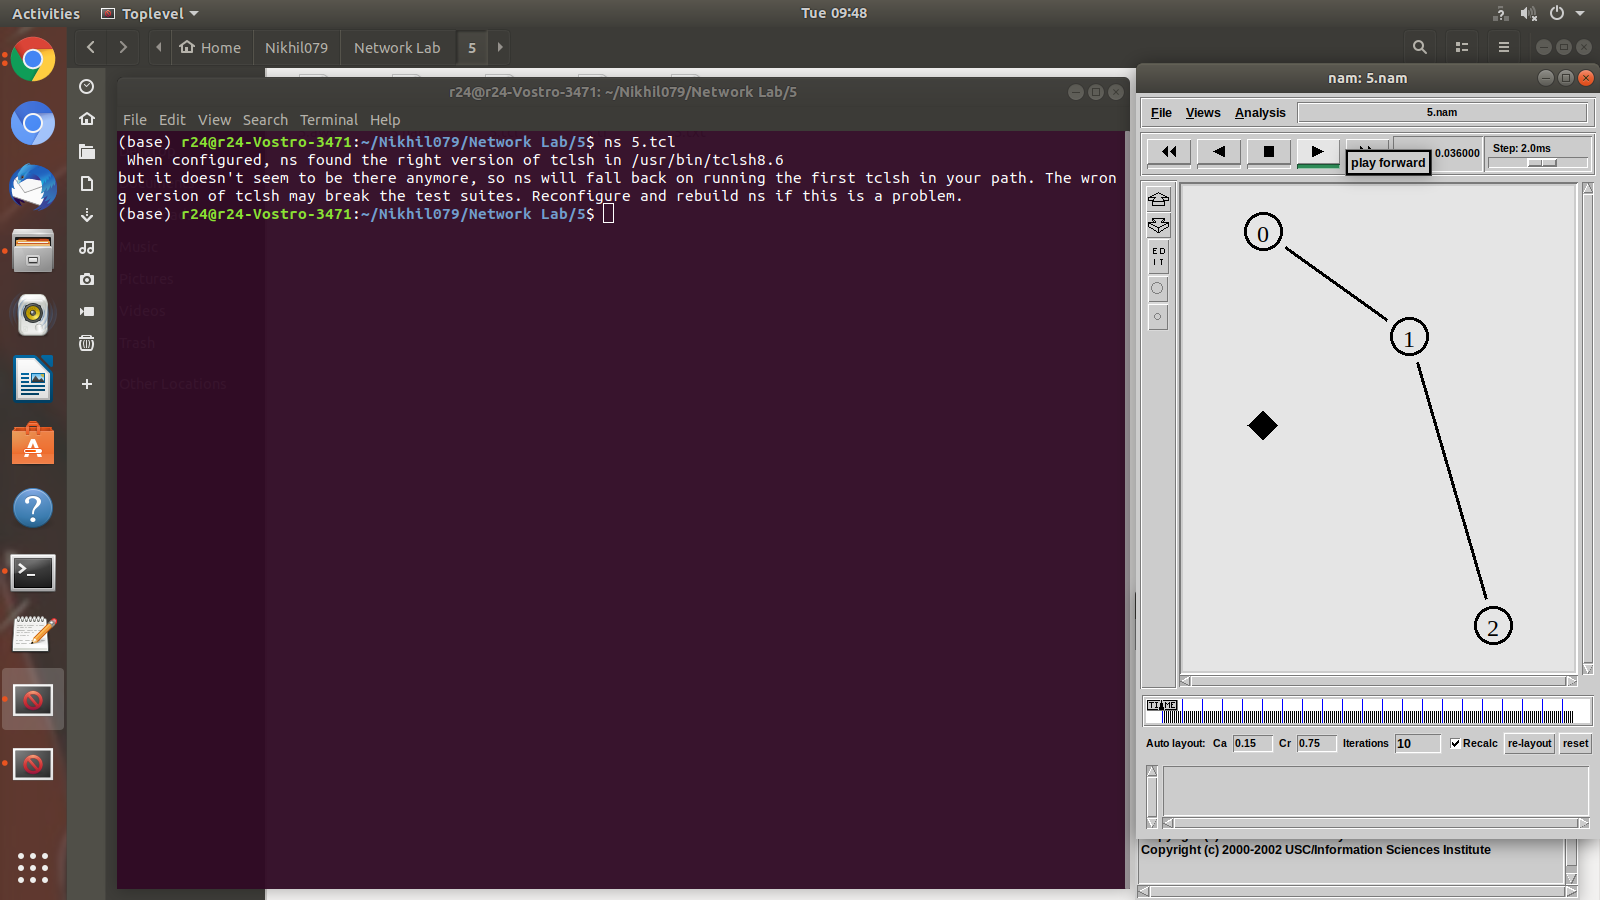 Activities
Toplevel
Tue 09:48
Home
Nikhil079
Network Lab
5
r24@r24-Vostro-3471: ~/Nikhil079/Network Lab/5
File Edit View Search Terminal Help
(base) r24@r24-Vostro-3471:~/Nikhil079/Network Lab/5$ ns 5.tcl
When configured, ns found the right version of tclsh in /usr/bin/tclsh8.6
but it doesn't seem to be there anymore, so ns will fall back on running the first tclsh in your path. The wron
g version of tclsh may break the test suites. Reconfigure and rebuild ns if this is a problem.
(base) r24@r24-Vostro-3471:~/Nikhil079/Network Lab/5$
Music
Pictures
Videos
Trash
Other Locations
nam: 5.nam
File Views Analysis
5.nam
0.036000
Step: 2.0ms
play forward
ED
IT
0
1
2
TIME
Auto layout: Ca 0.15 Cr 0.75 Iterations 10 Recalc re-layout reset
Copyright (c) 2000-2002 USC/Information Sciences Institute